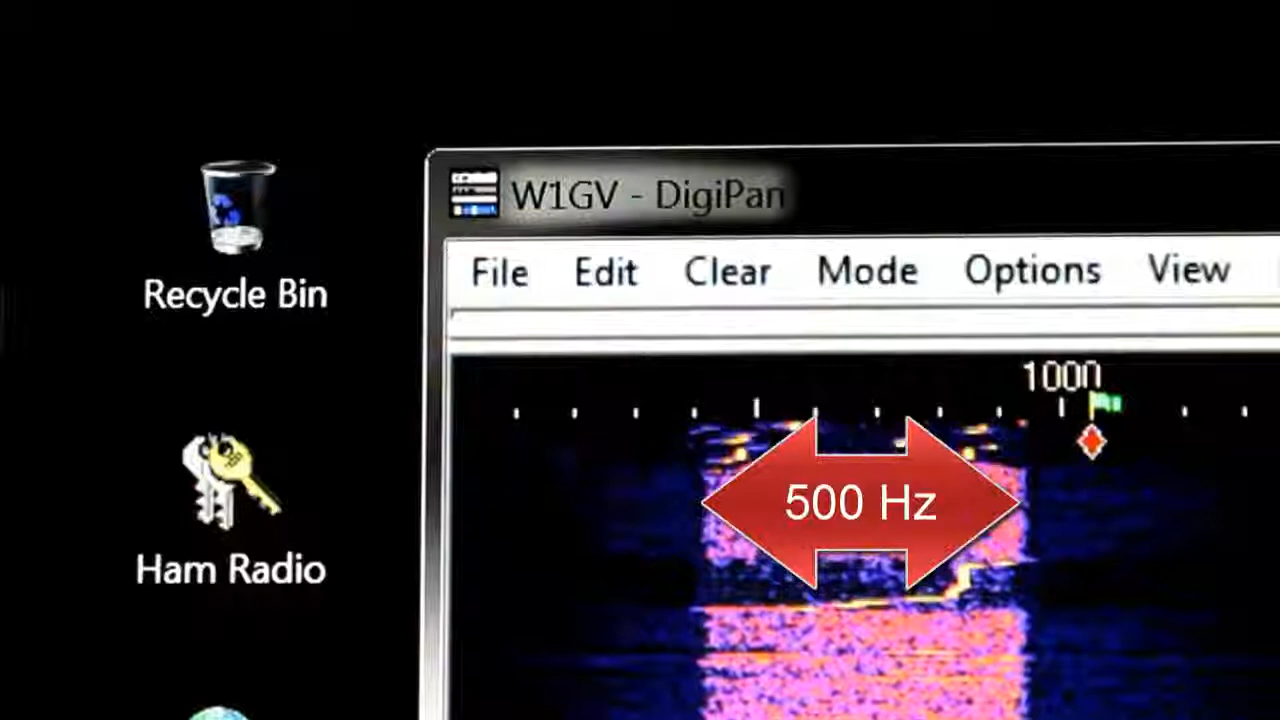 W1GV - DigiPan
File Edit Clear Mode Options View
Recycle Bin
1000
500 Hz
Ham Radio